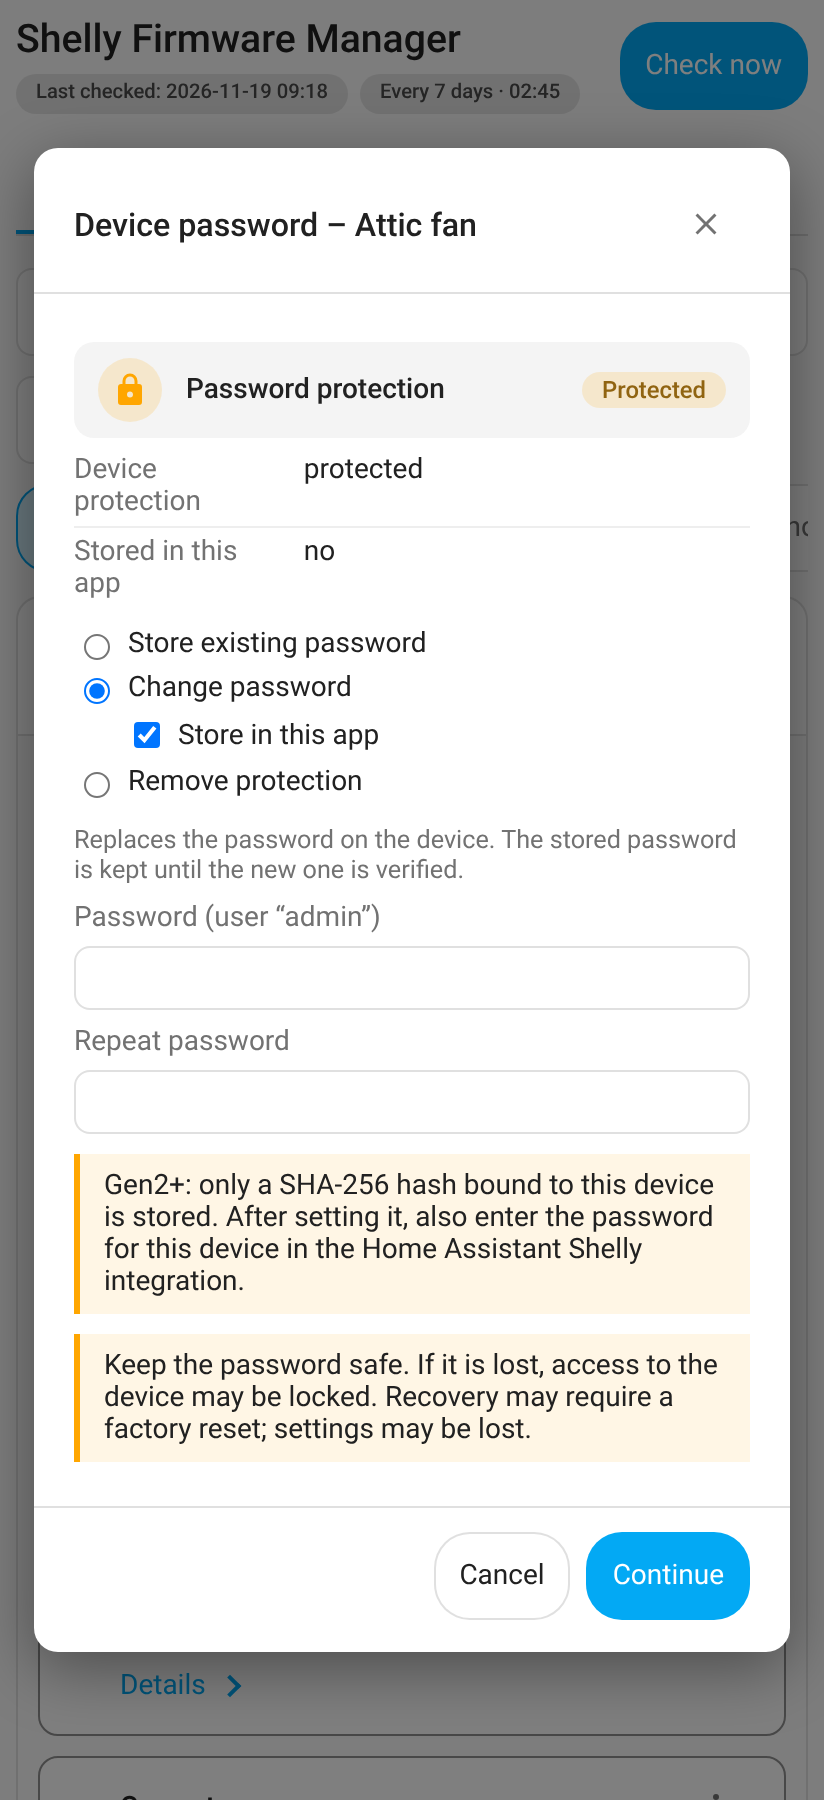 Shelly Firmware Manager
Last checked: 2026-11-19 09:18
Every 7 days · 02:45
Check now
Device password – Attic fan
Password protection
Protected
Device
protection
protected
Stored in this
app
no
Store existing password
Change password
Store in this app
Remove protection
Replaces the password on the device. The stored password
is kept until the new one is verified.
Password (user “admin”)
Repeat password
Gen2+: only a SHA-256 hash bound to this device
is stored. After setting it, also enter the password
for this device in the Home Assistant Shelly
integration.
Keep the password safe. If it is lost, access to the
device may be locked. Recovery may require a
factory reset; settings may be lost.
Cancel
Continue
Details